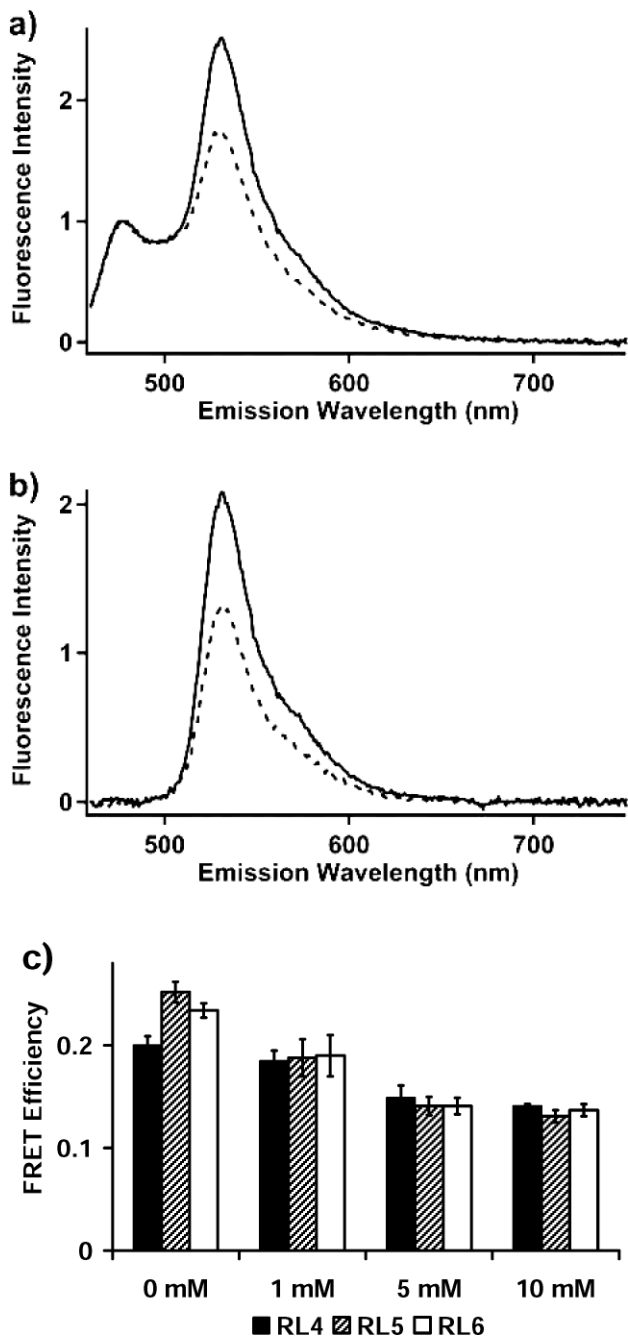 a)
Fluorescence Intensity
2
1
0
500 600 700
Emission Wavelength (nm)
b)
Fluorescence Intensity
2
1
0
500 600 700
Emission Wavelength (nm)
c)
FRET Efficiency
0.2
0.1
0
0 mM 1 mM 5 mM 10 mM
RL4 RL5 RL6